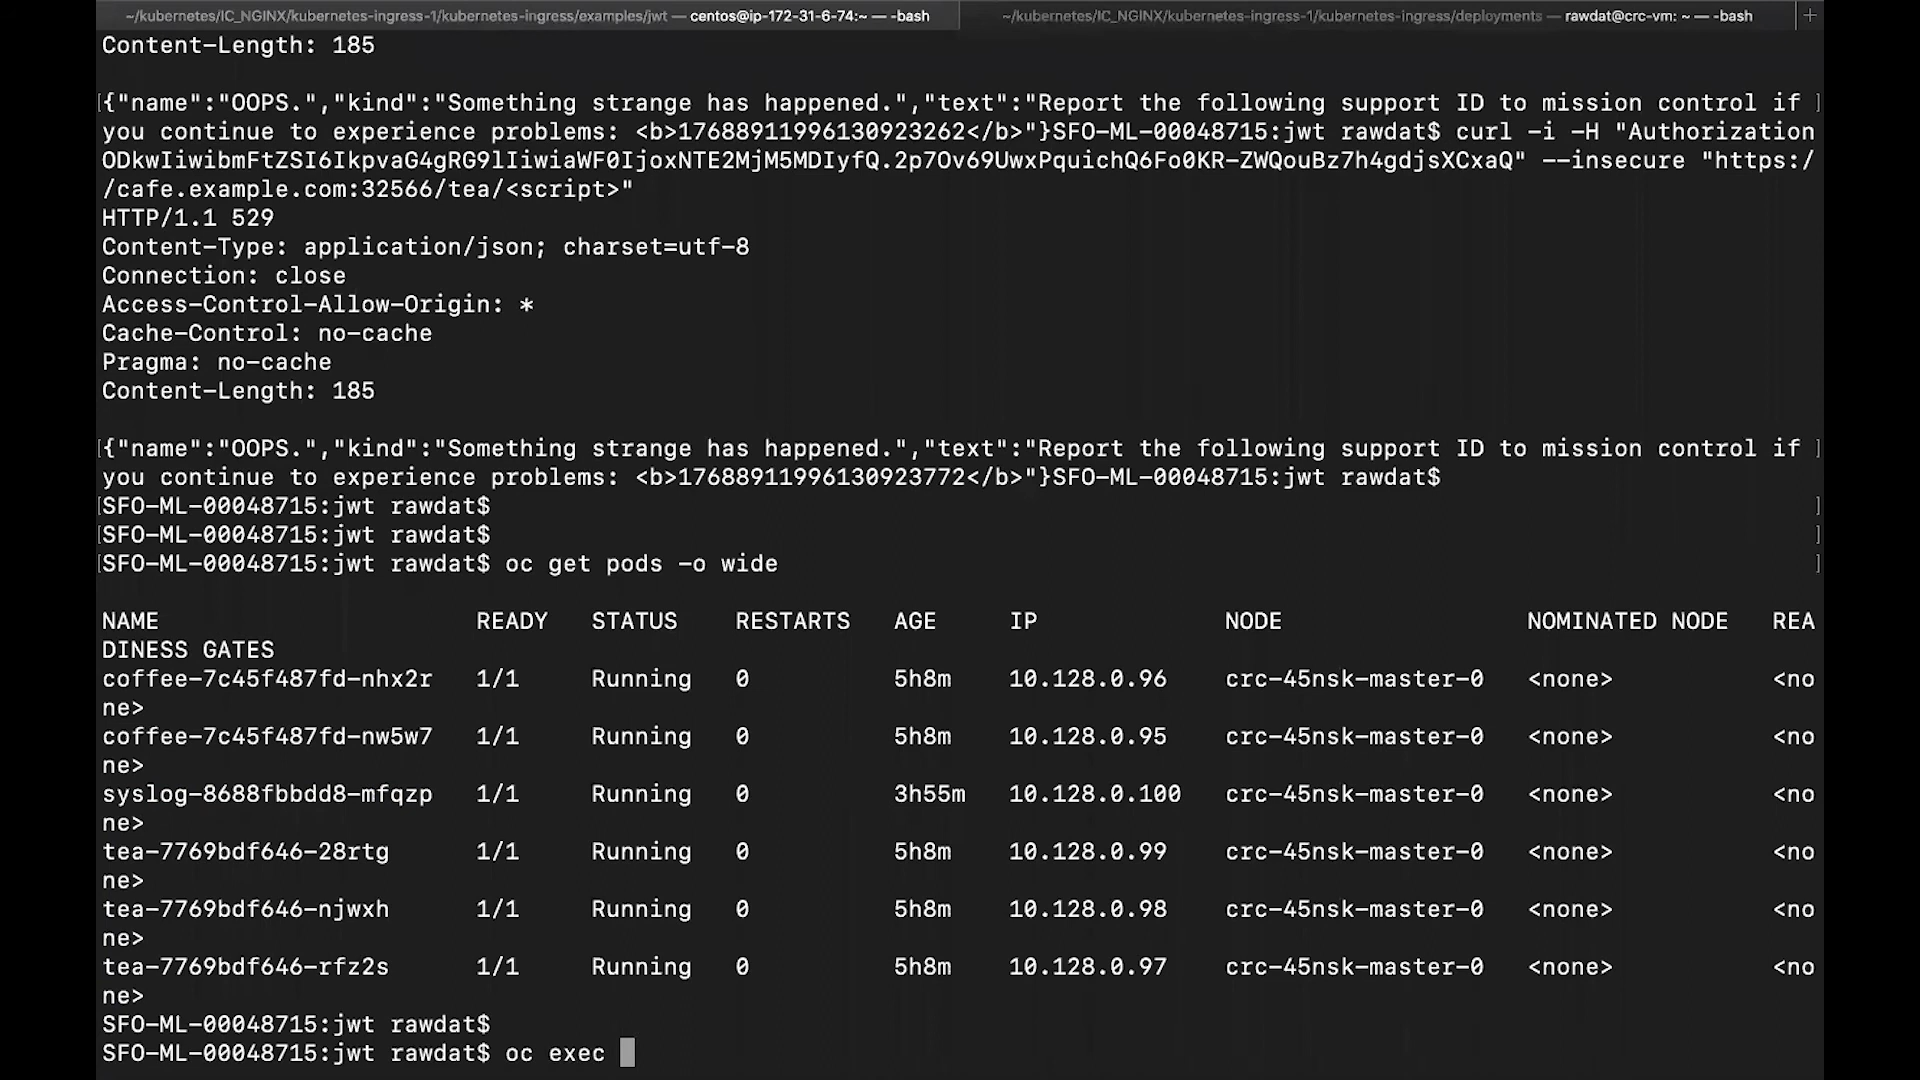 ~/kubernetes/IC_NGINX/kubernetes-ingress-1/kubernetes-ingress/examples/jwt — centos@ip-172-31-6-74:~ — -bash
~/kubernetes/IC_NGINX/kubernetes-ingress-1/kubernetes-ingress/deployments — rawdat@crc-vm: ~ — -bash
+
Content-Length: 185
[{"name":"OOPS.","kind":"Something strange has happened.","text":"Report the following support ID to mission control if ]
you continue to experience problems: <b>17688911996130923262</b>"}SFO-ML-00048715:jwt rawdat$ curl -i -H "Authorization
ODkwIiwibmFtZSI6IkpvaG4gRG9lIiwiaWF0IjoxNTE2MjM5MDIyfQ.2p7Ov69UwxPquichQ6Fo0KR-ZWQouBz7h4gdjsXCxaQ" --insecure "https:/
/cafe.example.com:32566/tea/<script>"
HTTP/1.1 529
Content-Type: application/json; charset=utf-8
Connection: close
Access-Control-Allow-Origin: *
Cache-Control: no-cache
Pragma: no-cache
Content-Length: 185
[{"name":"OOPS.","kind":"Something strange has happened.","text":"Report the following support ID to mission control if ]
you continue to experience problems: <b>17688911996130923772</b>"}SFO-ML-00048715:jwt rawdat$
[SFO-ML-00048715:jwt rawdat$ ]
[SFO-ML-00048715:jwt rawdat$ ]
[SFO-ML-00048715:jwt rawdat$ oc get pods -o wide ]
NAME READY STATUS RESTARTS AGE IP NODE NOMINATED NODE REA
DINESS GATES
coffee-7c45f487fd-nhx2r 1/1 Running 0 5h8m 10.128.0.96 crc-45nsk-master-0 <none> <no
ne>
coffee-7c45f487fd-nw5w7 1/1 Running 0 5h8m 10.128.0.95 crc-45nsk-master-0 <none> <no
ne>
syslog-8688fbbdd8-mfqzp 1/1 Running 0 3h55m 10.128.0.100 crc-45nsk-master-0 <none> <no
ne>
tea-7769bdf646-28rtg 1/1 Running 0 5h8m 10.128.0.99 crc-45nsk-master-0 <none> <no
ne>
tea-7769bdf646-njwxh 1/1 Running 0 5h8m 10.128.0.98 crc-45nsk-master-0 <none> <no
ne>
tea-7769bdf646-rfz2s 1/1 Running 0 5h8m 10.128.0.97 crc-45nsk-master-0 <none> <no
ne>
SFO-ML-00048715:jwt rawdat$
SFO-ML-00048715:jwt rawdat$ oc exec